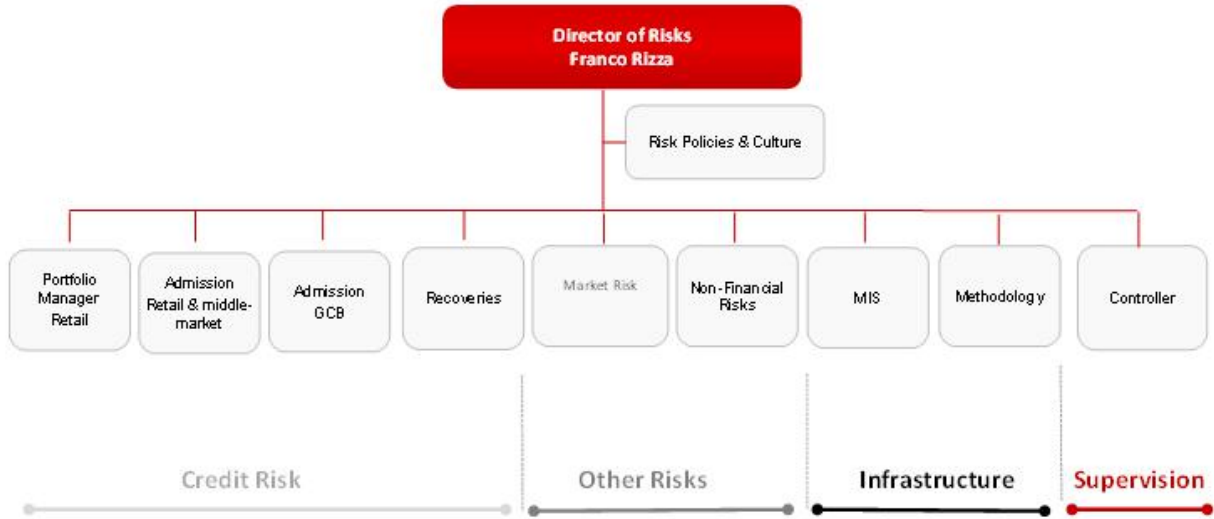 Director of Risks
Franco Rizza
Risk Policies & Culture
Portfolio
Manager
Retail
Admission
Retail & middle-
market
Admission
GCB
Recoveries
Market Risk
Non-Financial
Risks
MIS
Methodology
Controller
Credit Risk
Other Risks
Infrastructure
Supervision